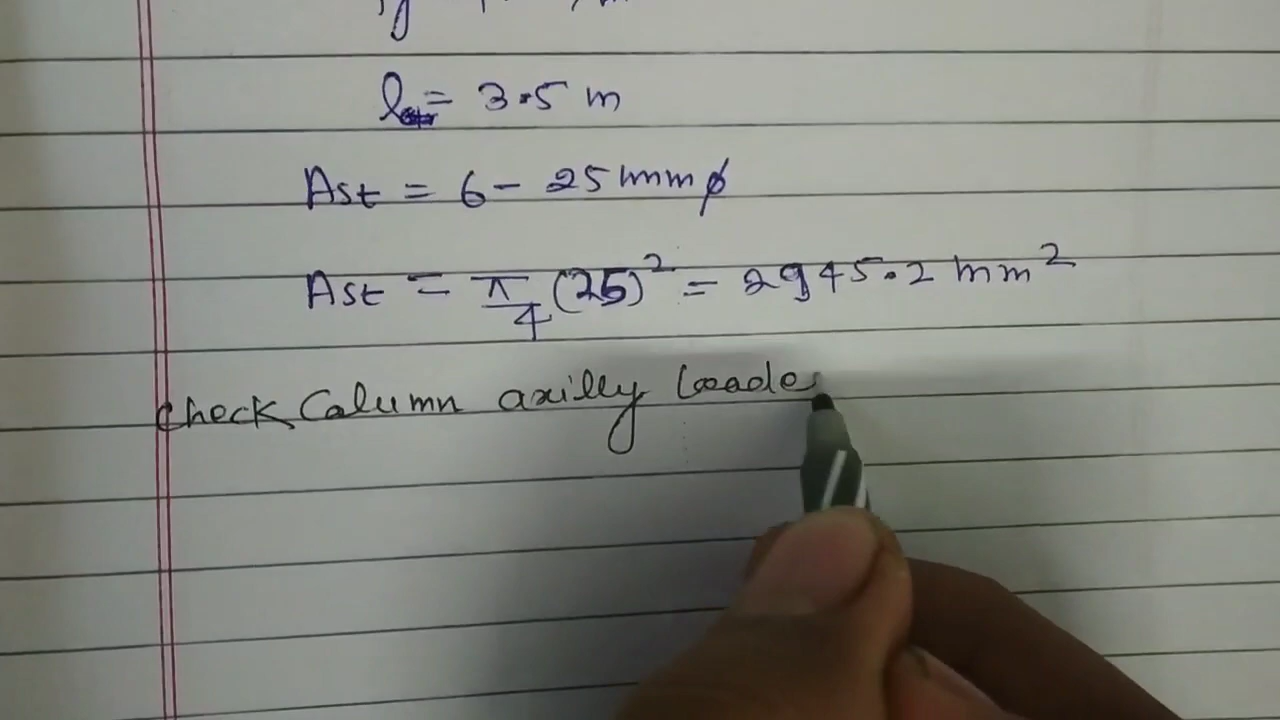 l = 3.5 m
Ast = 6 - 25 mm ϕ
Ast = π/4 (25)² = 2945.2 mm²
Check Column axilly Loade